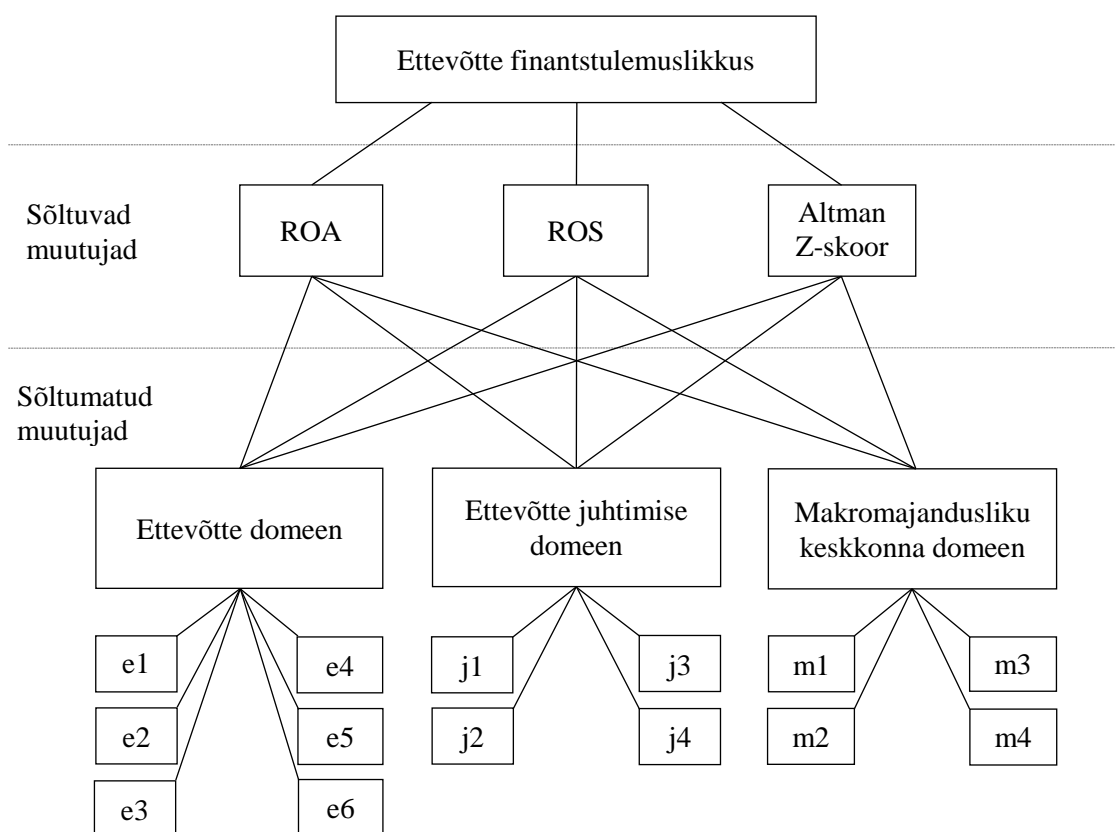 Ettevõtte finantstulemuslikkus
Sõltuvad
muutujad
ROA
ROS
Altman
Z-skoor
Sõltumatud
muutujad
Ettevõtte domeen
Ettevõtte juhtimise
domeen
Makromajandusliku
keskkonna domeen
e1
e4
j1
j3
m1
m3
e2
e5
j2
j4
m2
m4
e3
e6